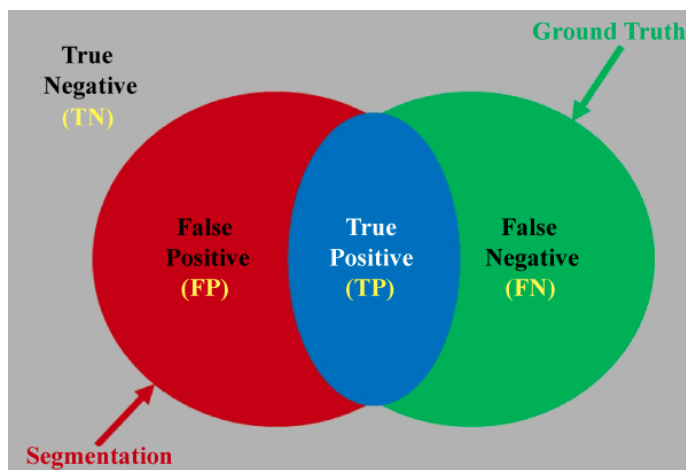 Ground Truth
True
Negative
(TN)
False
Positive
(FP)
True
Positive
(TP)
False
Negative
(FN)
Segmentation